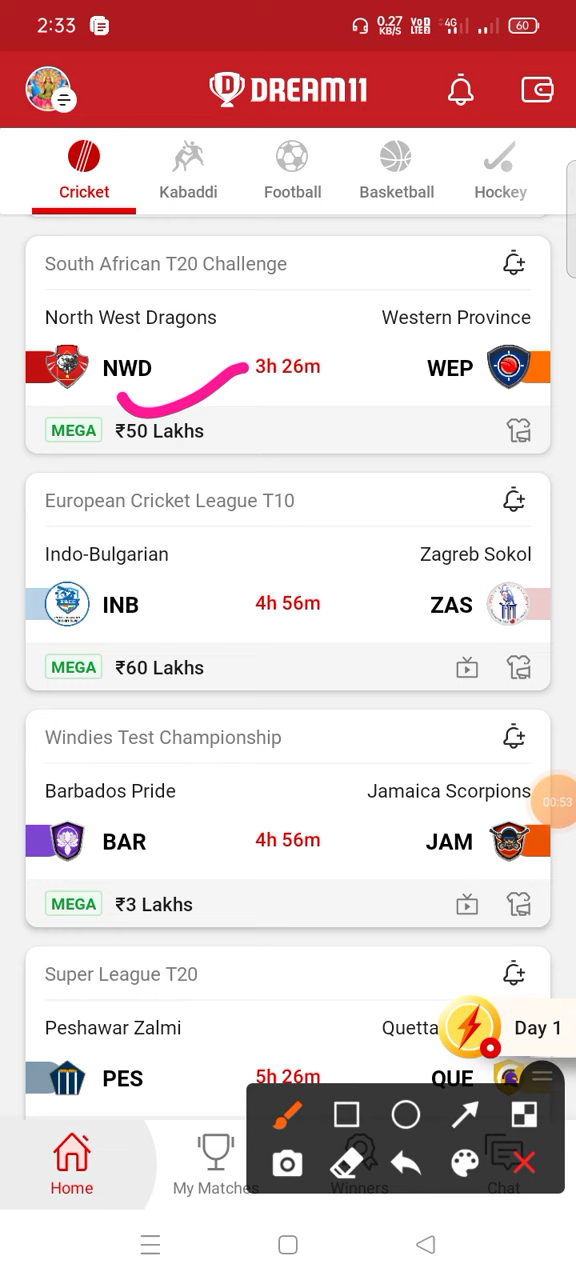 2:33 0.27 KB/S VoD LTE2 4G 60
DREAM11
Cricket Kabaddi Football Basketball Hockey
South African T20 Challenge
North West Dragons Western Province
NWD 3h 26m WEP
MEGA ₹50 Lakhs
European Cricket League T10
Indo-Bulgarian Zagreb Sokol
INB 4h 56m ZAS
MEGA ₹60 Lakhs
Windies Test Championship
Barbados Pride Jamaica Scorpions
00:53
BAR 4h 56m JAM
MEGA ₹3 Lakhs
Super League T20
Peshawar Zalmi Quetta Day 1
PES 5h 26m QUE
Home My Matches Winners Chat